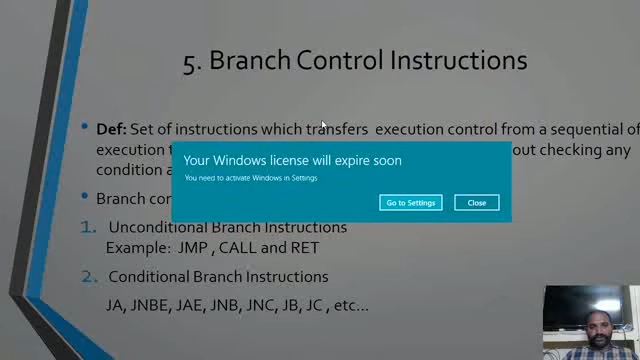 5. Branch Control Instructions
• Def: Set of instructions which transfers execution control from a sequential of
execution
out checking any
condition
Your Windows license will expire soon
You need to activate Windows in Settings
Go to Settings Close
• Branch
1. Unconditional Branch Instructions
Example: JMP , CALL and RET
2. Conditional Branch Instructions
JA, JNBE, JAE, JNB, JNC, JB, JC , etc...